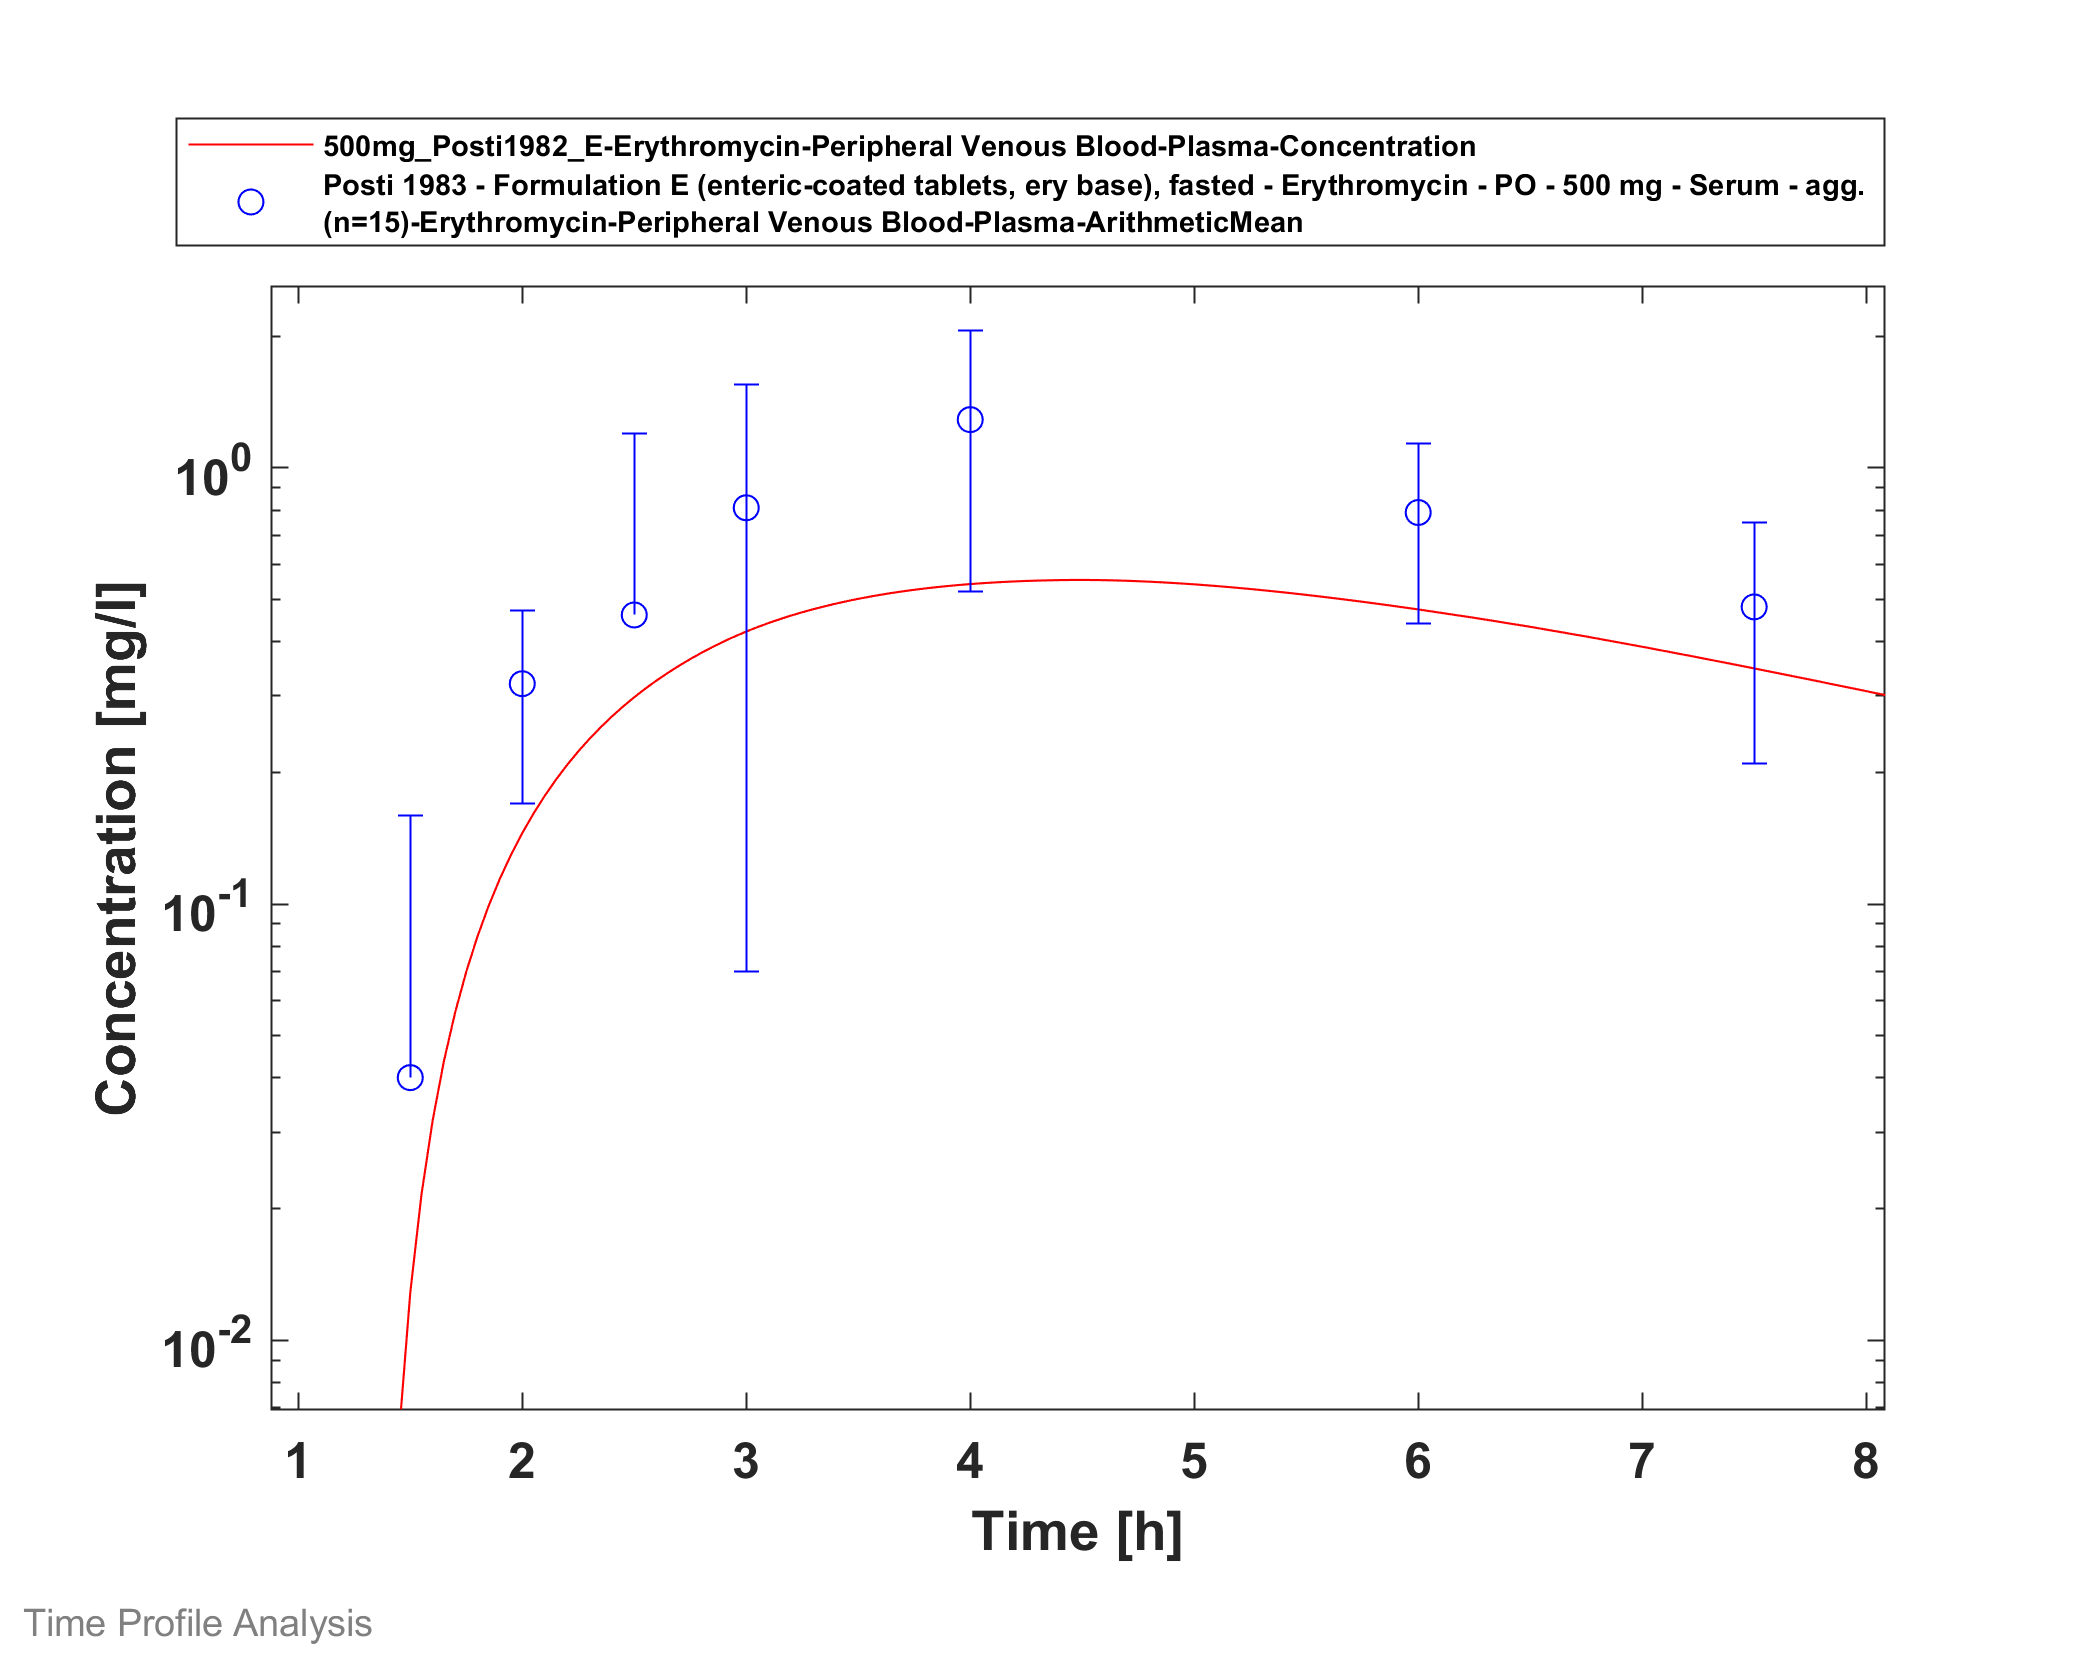 500mg_Posti1982_E-Erythromycin-Peripheral Venous Blood-Plasma-Concentration
Posti 1983 - Formulation E (enteric-coated tablets, ery base), fasted - Erythromycin - PO - 500 mg - Serum - agg.
(n=15)-Erythromycin-Peripheral Venous Blood-Plasma-ArithmeticMean
10^0
10^-1
10^-2
Concentration [mg/l]
1 2 3 4 5 6 7 8
Time [h]
Time Profile Analysis